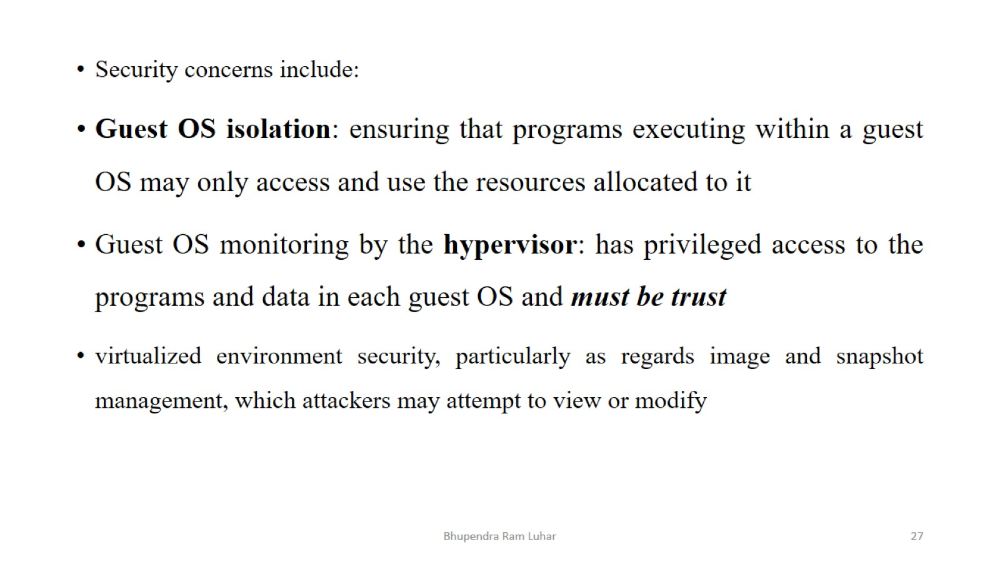 • Security concerns include:
• Guest OS isolation: ensuring that programs executing within a guest
OS may only access and use the resources allocated to it
• Guest OS monitoring by the hypervisor: has privileged access to the
programs and data in each guest OS and must be trust
• virtualized environment security, particularly as regards image and snapshot
management, which attackers may attempt to view or modify
Bhupendra Ram Luhar
27